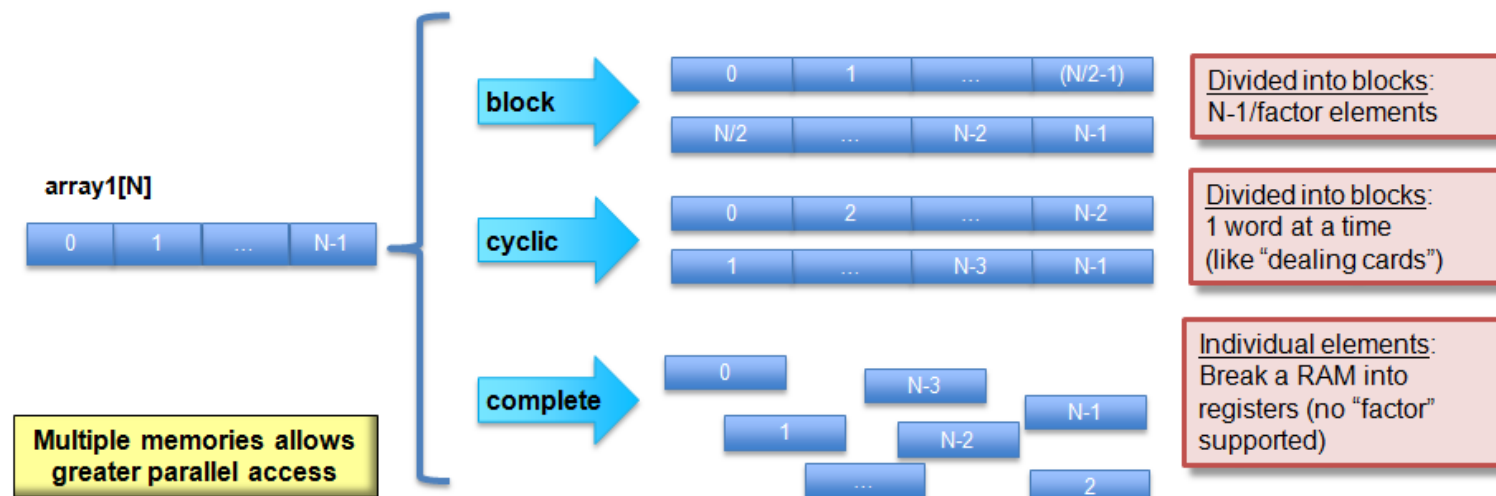 array1[N]
0 1 ... N-1
Multiple memories allows
greater parallel access
block
0 1 ... (N/2-1)
N/2 ... N-2 N-1
Divided into blocks:
N-1/factor elements
cyclic
0 2 ... N-2
1 ... N-3 N-1
Divided into blocks:
1 word at a time
(like “dealing cards”)
complete
0
N-3
N-1
1
N-2
...
2
Individual elements:
Break a RAM into
registers (no “factor”
supported)